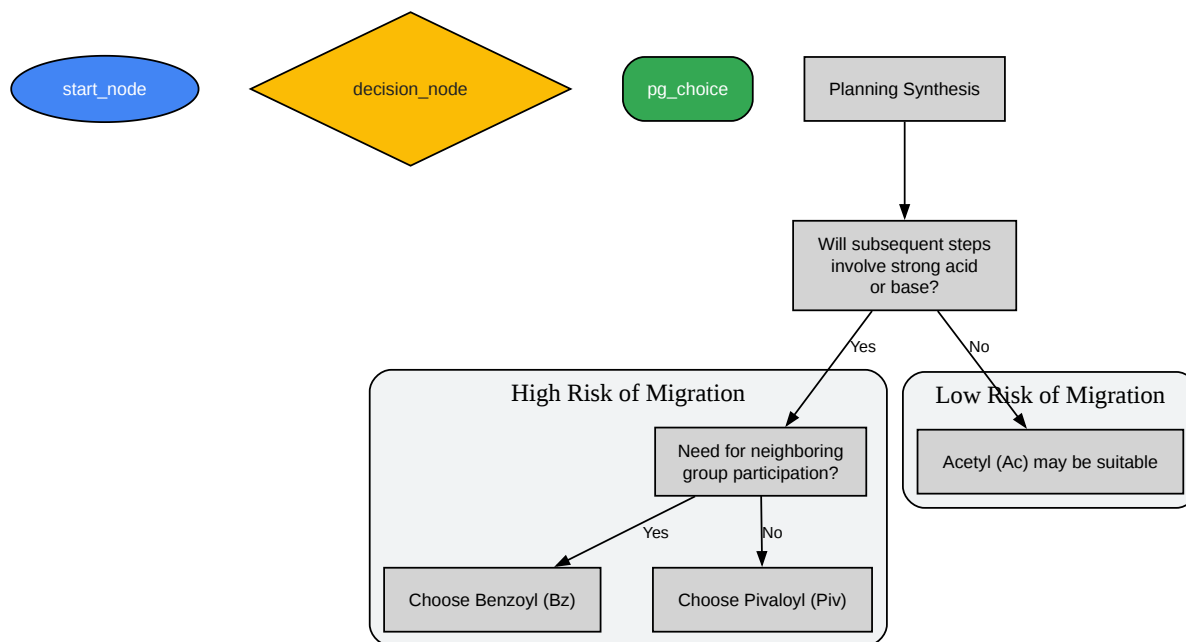 start_node
decision_node
pg_choice
Planning Synthesis
Will subsequent steps
involve strong acid
or base?
Yes
No
High Risk of Migration
Low Risk of Migration
Need for neighboring
group participation?
Acetyl (Ac) may be suitable
Yes
No
Choose Benzoyl (Bz)
Choose Pivaloyl (Piv)